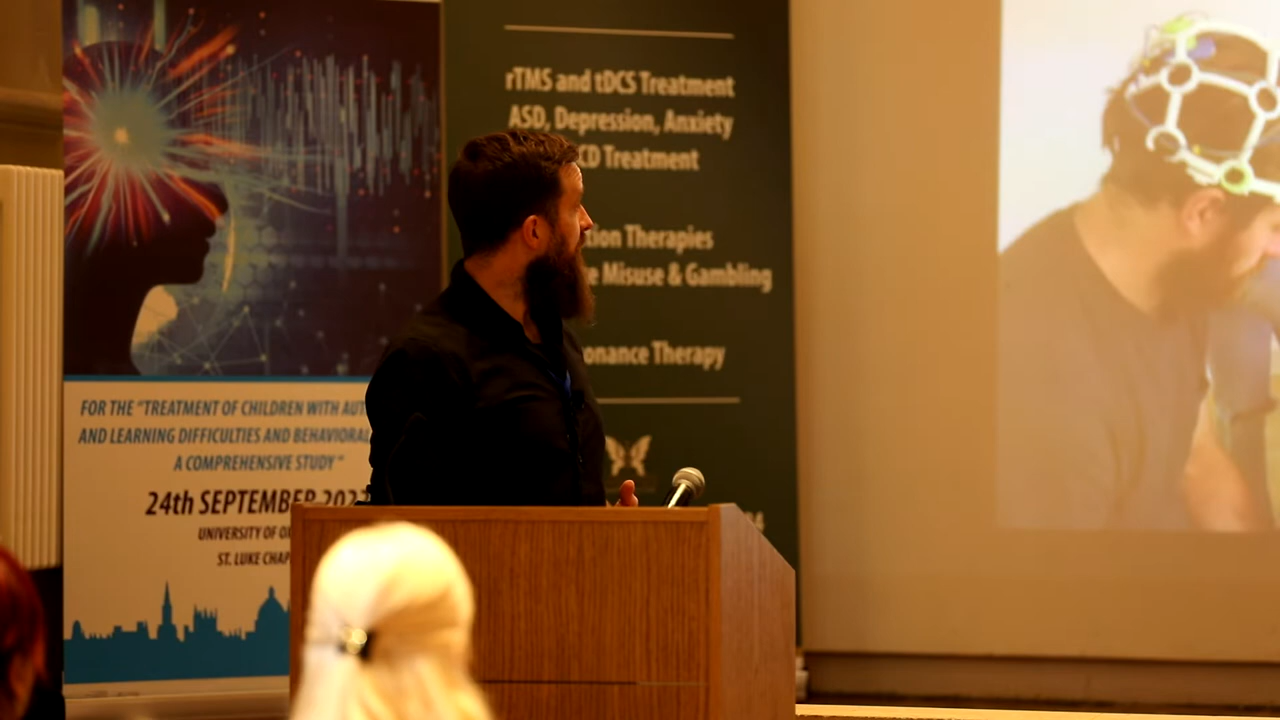 FOR THE "TREATMENT OF CHILDREN WITH AUT
AND LEARNING DIFFICULTIES AND BEHAVIORAL
A COMPREHENSIVE STUDY"
24th SEPTEMBER 202
UNIVERSITY OF O
ST. LUKE CHAP
rTMS and tDCS Treatment
ASD, Depression, Anxiety
CD Treatment
tion Therapies
e Misuse & Gambling
onance Therapy